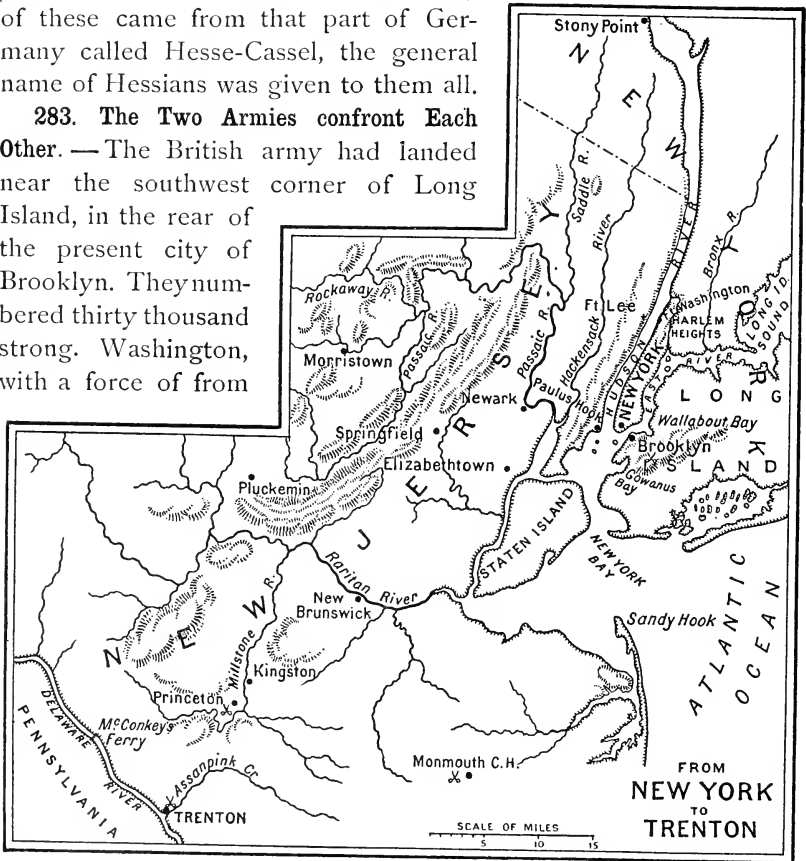 of these came from that part of Ger-
many called Hesse-Cassel, the general
name of Hessians was given to them all.
283. The Two Armies confront Each
Other. — The British army had landed
near the southwest corner of Long
Island, in the rear of
the present city of
Brooklyn. They num-
bered thirty thousand
strong. Washington,
with a force of from
Stony Point
NEW YORK
Saddle R.
Hackensack River
HUDSON RIVER
Bronx R.
Rockaway R.
Passaic R.
Passaic R.
Ft. Lee
Ft. Washington
HARLEM
HEIGHTS
LONG ID.
SOUND
Morristown
Newark
Paulus Hook
NEW YORK
EAST RIVER
LONG
ISLAND
Wallabout Bay
Springfield
Brooklyn
Elizabethtown
Gowanus
Bay
Pluckemin
NEW JERSEY
STATEN ISLAND
NEW YORK
BAY
Raritan River
New
Brunswick
Sandy Hook
ATLANTIC
OCEAN
Millstone R.
Kingston
Princeton
McConkey's
Ferry
DELAWARE RIVER
PENNSYLVANIA
Monmouth C.H.
Assanpink Cr.
TRENTON
FROM
NEW YORK
TO
TRENTON
SCALE OF MILES
5 10 15